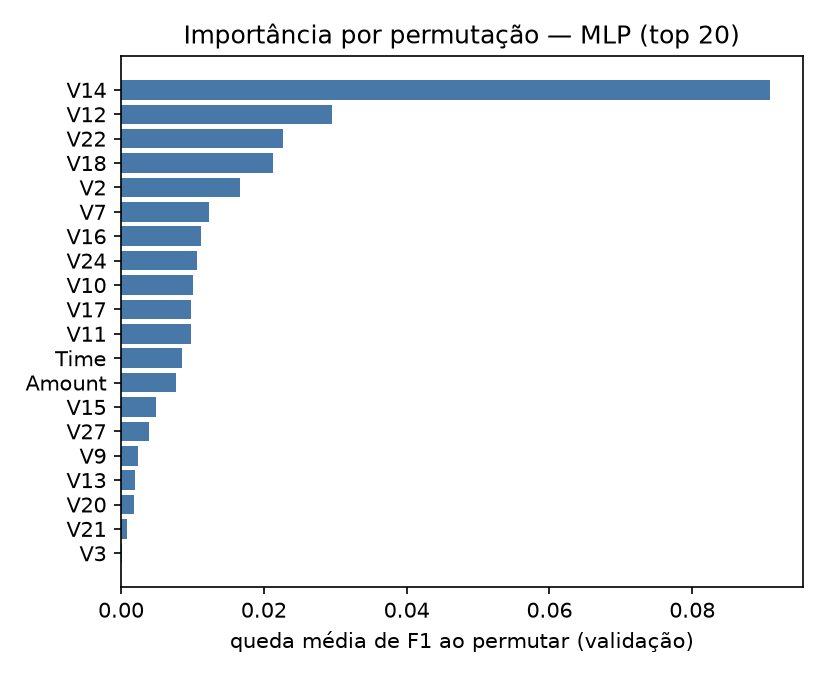 Importância por permutação — MLP (top 20)
V14
V12
V22
V18
V2
V7
V16
V24
V10
V17
V11
Time
Amount
V15
V27
V9
V13
V20
V21
V3
0.00 0.02 0.04 0.06 0.08
queda média de F1 ao permutar (validação)